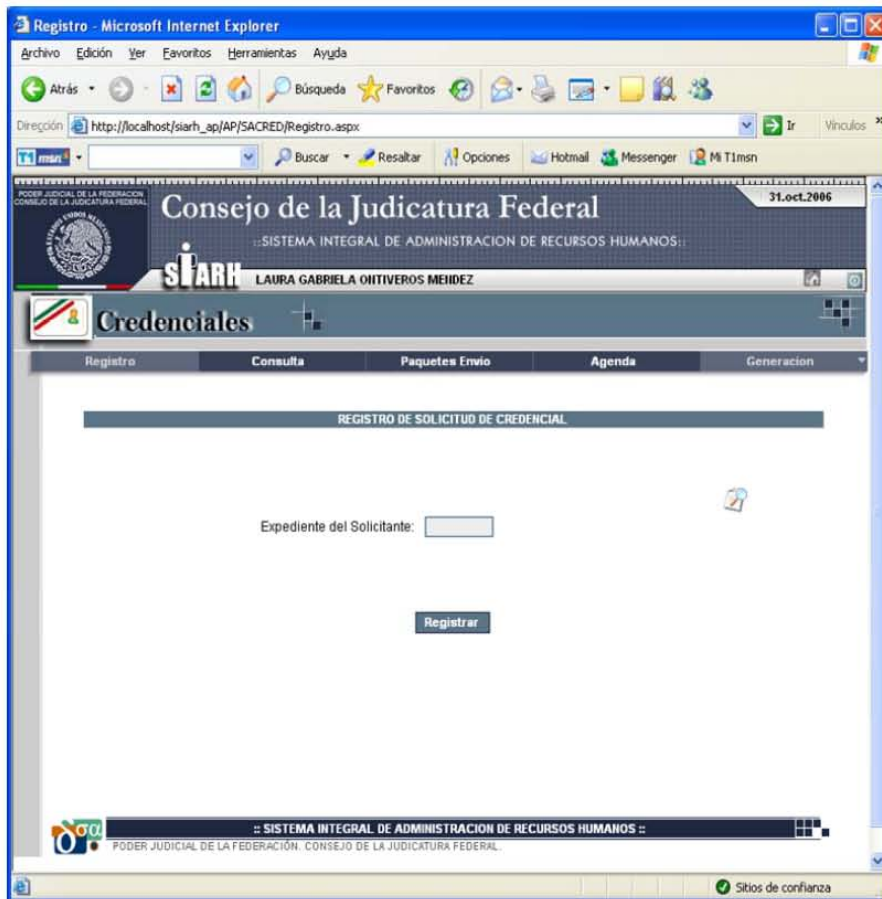 Registro - Microsoft Internet Explorer
Archivo Edición Ver Favoritos Herramientas Ayuda
Atrás Búsqueda Favoritos
Dirección http://localhost/siarh_ap/AP/SACRED/Registro.aspx Ir Vínculos »
T1 msn Buscar Resaltar Opciones Hotmail Messenger Mi T1msn
PODER JUDICIAL DE LA FEDERACION
CONSEJO DE LA JUDICATURA FEDERAL
31.oct.2006
Consejo de la Judicatura Federal
::SISTEMA INTEGRAL DE ADMINISTRACION DE RECURSOS HUMANOS::
SIARH LAURA GABRIELA ONTIVEROS MENDEZ
Credenciales
Registro Consulta Paquetes Envio Agenda Generacion
REGISTRO DE SOLICITUD DE CREDENCIAL
Expediente del Solicitante:
Registrar
:: SISTEMA INTEGRAL DE ADMINISTRACION DE RECURSOS HUMANOS ::
PODER JUDICIAL DE LA FEDERACIÓN. CONSEJO DE LA JUDICATURA FEDERAL.
Sitios de confianza